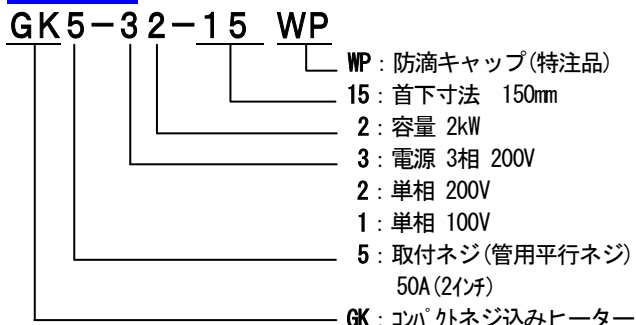 GK5-32-15 WP
WP:防滴キャップ(特注品)
15:首下寸法 150mm
2:容量 2kW
3:電源 3相 200V
2:単相 200V
1:単相 100V
5:取付ネジ(管用平行ネジ)
50A(2インチ)
GK:コンパクトネジ込みヒーター